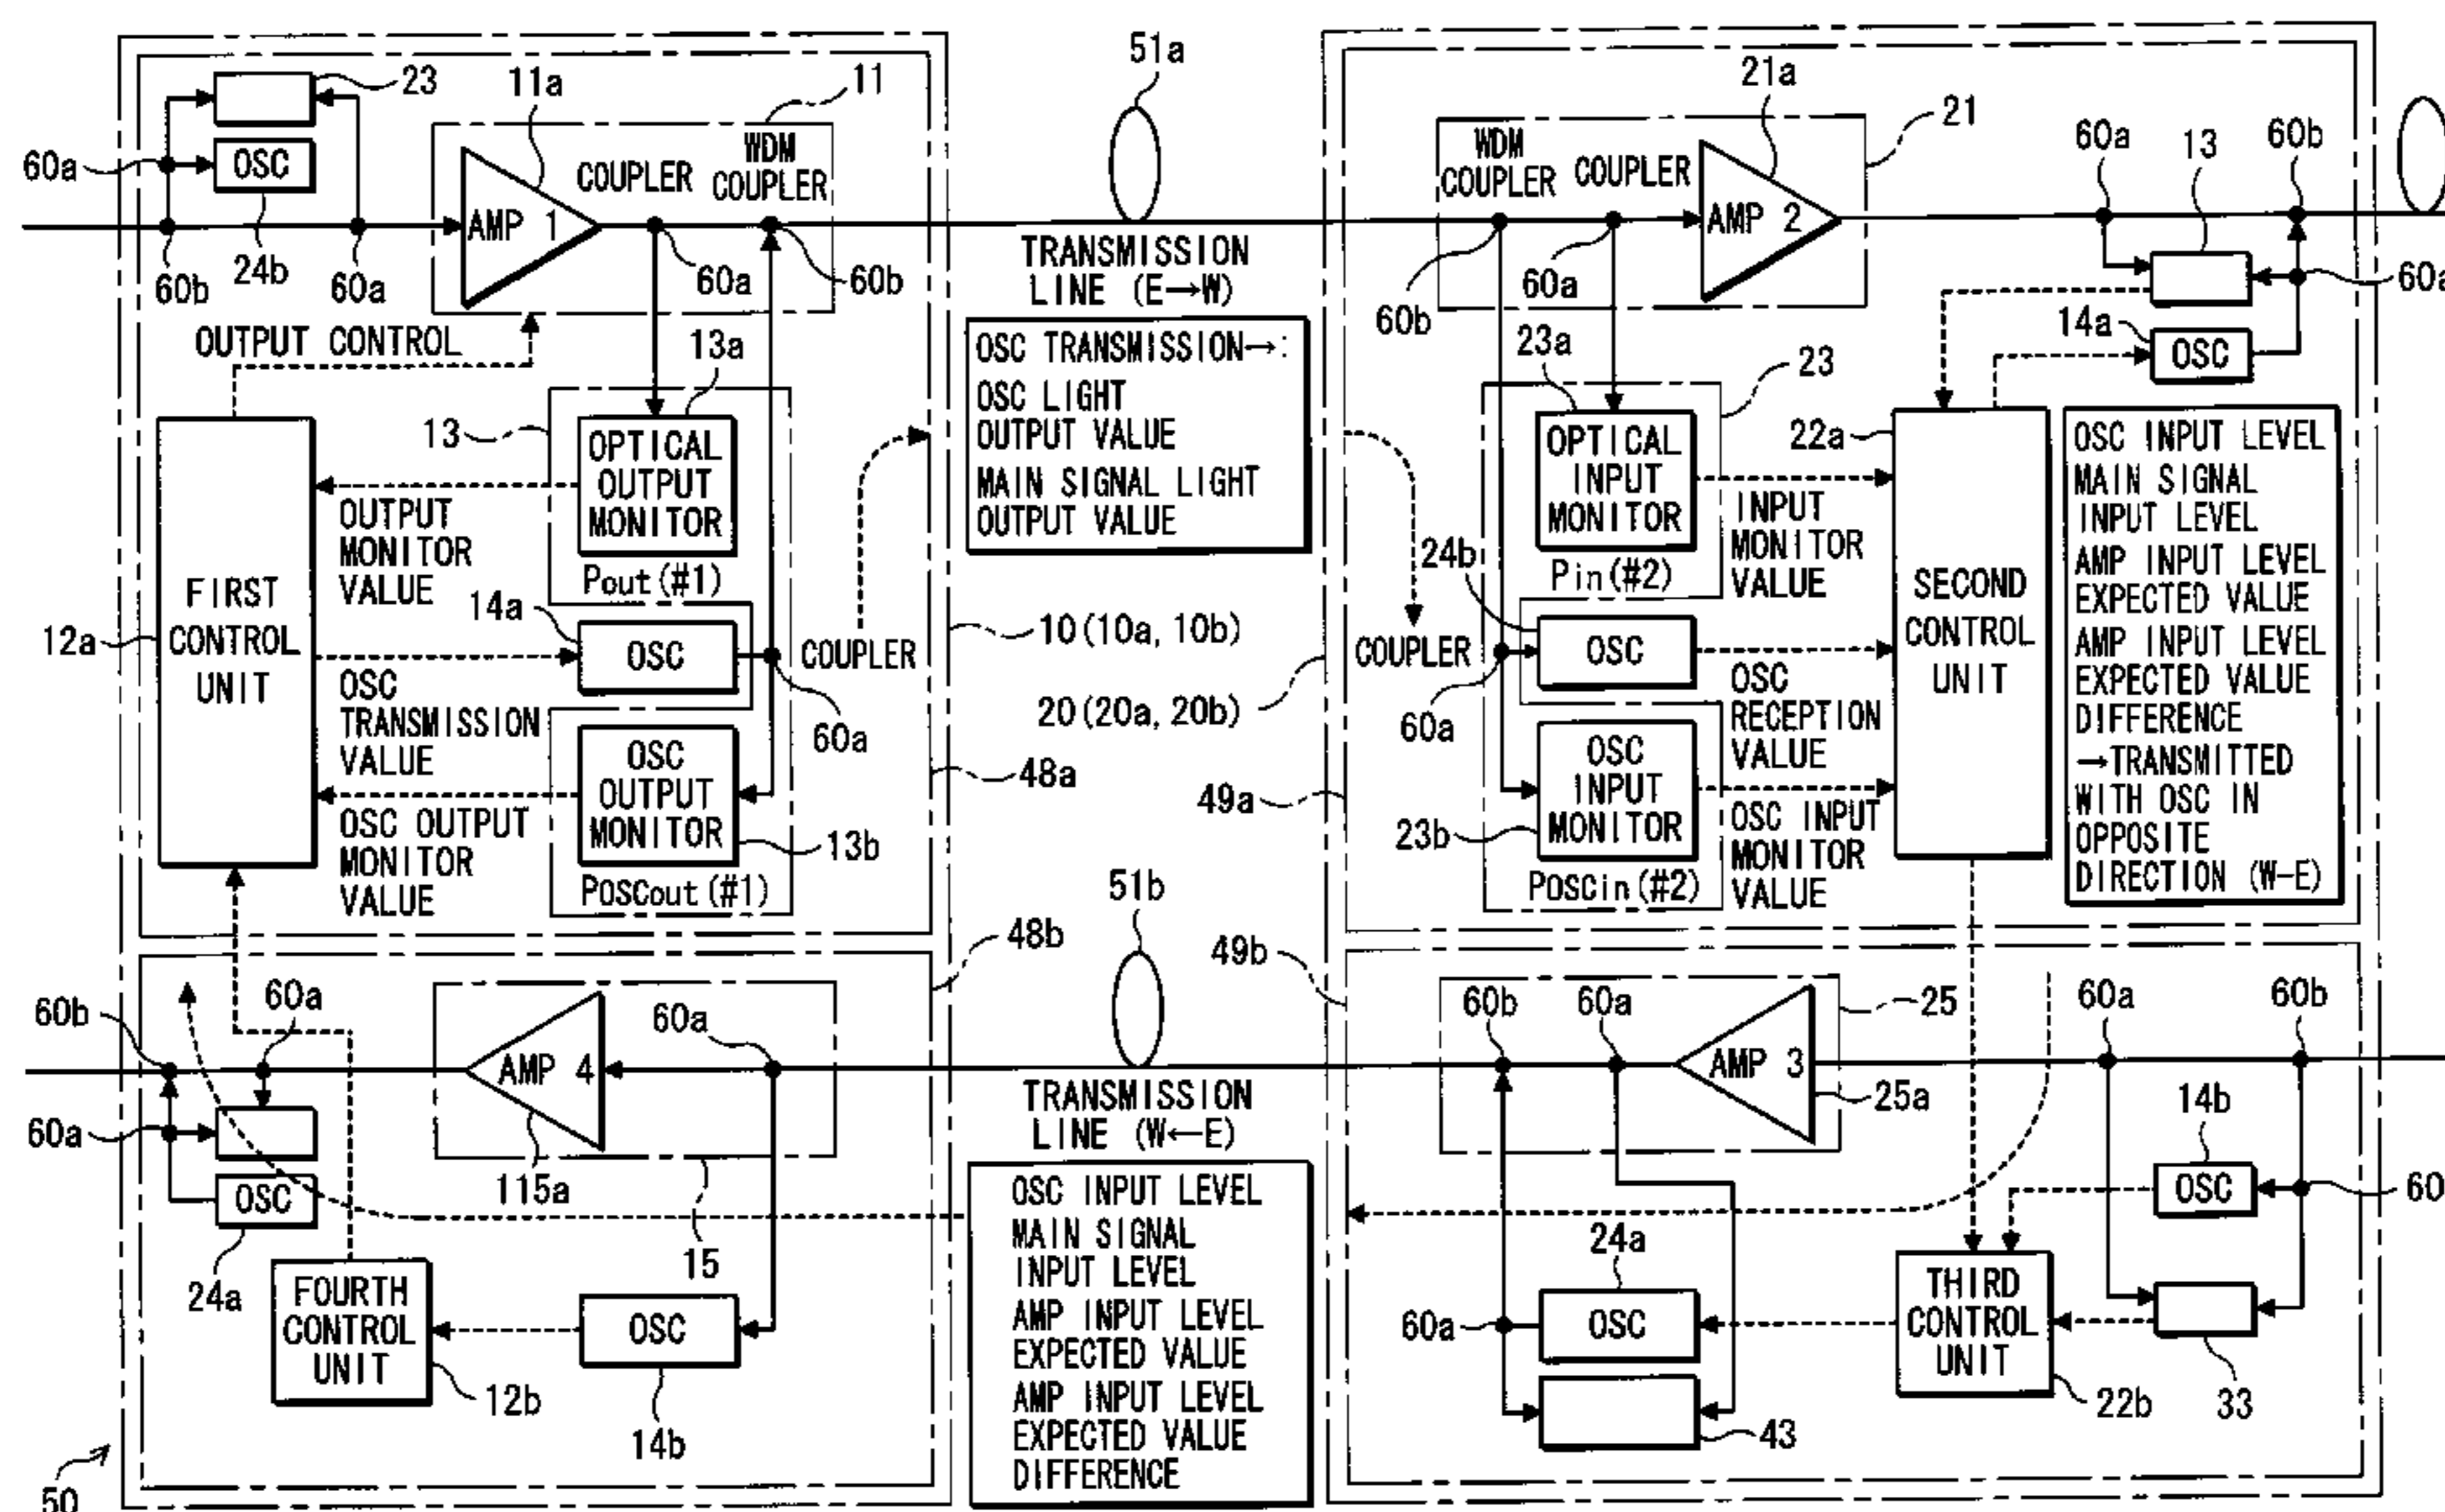 23
11a
11
51a
21a
21
60a
OSC
24b
60b
60a
AMP 1
COUPLER
WDM
COUPLER
60a
60b
TRANSMISSION
LINE (E→W)
WDM
COUPLER
COUPLER
AMP 2
60b
60a
60a
13
60b
60a
14a
OSC
OUTPUT CONTROL
13a
13
OPTICAL
OUTPUT
MONITOR
Pout(#1)
OUTPUT
MONITOR
VALUE
FIRST
CONTROL
UNIT
12a
14a
OSC
COUPLER
60a
OSC
TRANSMISSION
VALUE
OSC
OUTPUT
MONITOR
13b
POSCout(#1)
OSC OUTPUT
MONITOR
VALUE
OSC TRANSMISSION→:
OSC LIGHT
OUTPUT VALUE
MAIN SIGNAL LIGHT
OUTPUT VALUE
10(10a, 10b)
20(20a, 20b)
48a
49a
23a
23
OPTICAL
INPUT
MONITOR
Pin(#2)
INPUT
MONITOR
VALUE
24b
COUPLER
60a
OSC
OSC
RECEPTION
VALUE
OSC
INPUT
MONITOR
23b
POSCin(#2)
OSC INPUT
MONITOR
VALUE
22a
SECOND
CONTROL
UNIT
OSC INPUT LEVEL
MAIN SIGNAL
INPUT LEVEL
AMP INPUT LEVEL
EXPECTED VALUE
AMP INPUT LEVEL
EXPECTED VALUE
DIFFERENCE
→TRANSMITTED
WITH OSC IN
OPPOSITE
DIRECTION (W–E)
48b
51b
49b
60b
60a
60a
AMP 4
115a
60a
15
OSC
24a
FOURTH
CONTROL
UNIT
12b
OSC
14b
TRANSMISSION
LINE (W←E)
OSC INPUT LEVEL
MAIN SIGNAL
INPUT LEVEL
AMP INPUT LEVEL
EXPECTED VALUE
AMP INPUT LEVEL
EXPECTED VALUE
DIFFERENCE
60b
60a
AMP 3
25
25a
60a
60b
14b
OSC
60
24a
60a
OSC
43
THIRD
CONTROL
UNIT
22b
33
50